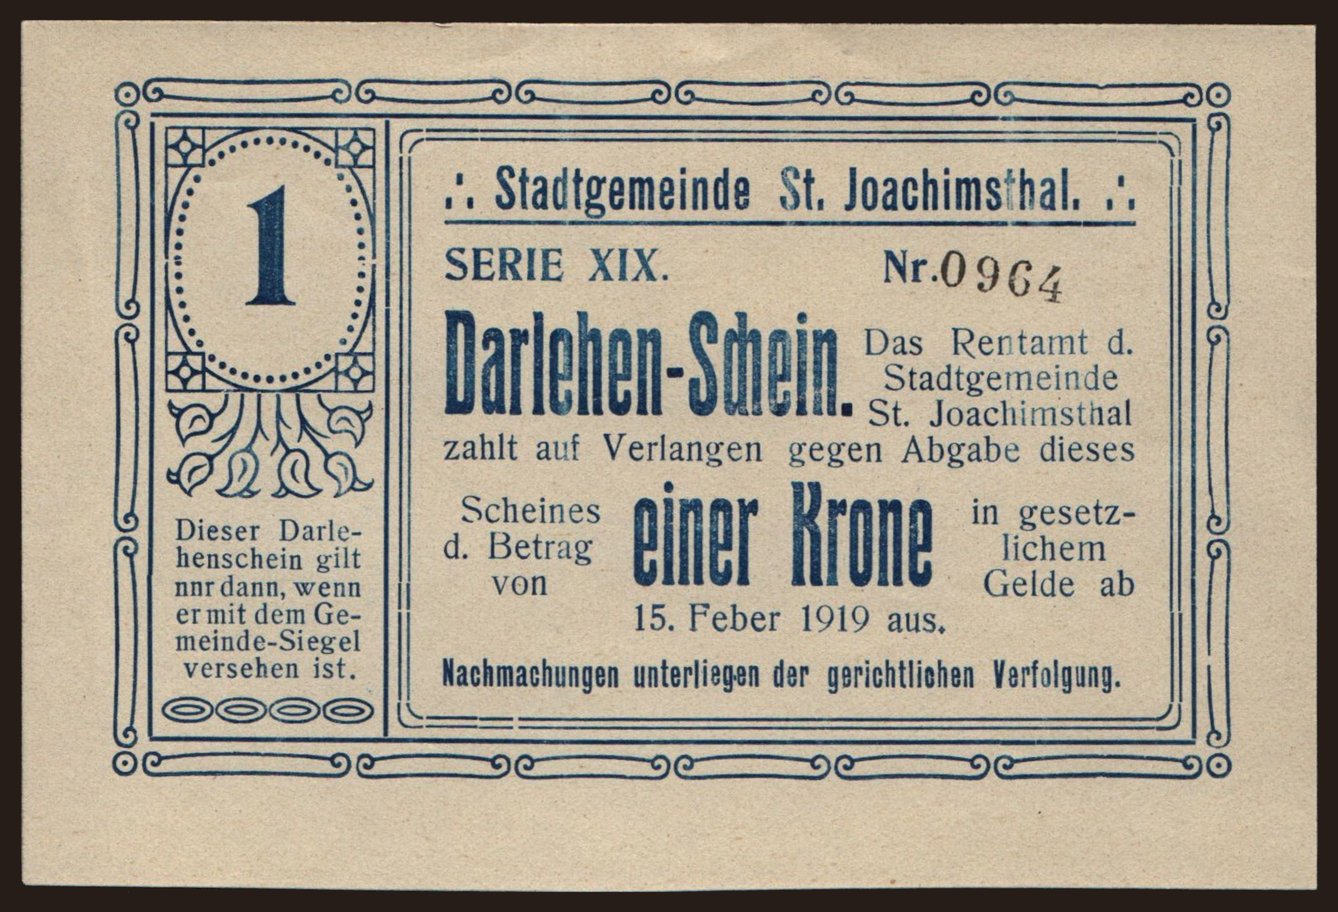 1
Dieser Darle-
henschein gilt
nnr dann, wenn
er mit dem Ge-
meinde-Siegel
versehen ist.
∴ Stadtgemeinde St. Joachimsthal. ∴
SERIE XIX. Nr. 0964
Darlehen-Schein. Das Rentamt d.
Stadtgemeinde
St. Joachimsthal
zahlt auf Verlangen gegen Abgabe dieses
Scheines
d. Betrag
von
einer Krone
in gesetz-
lichem
Gelde ab
15. Feber 1919 aus.
Nachmachungen unterliegen der gerichtlichen Verfolgung.